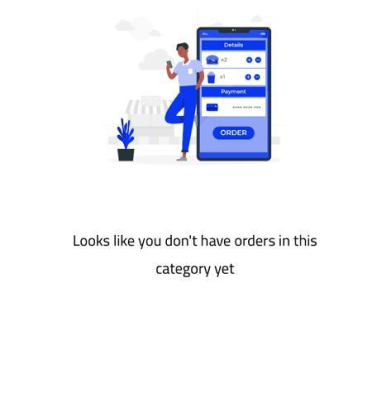 Details
x2
x1
Payment
ORDER
Looks like you don't have orders in this
category yet